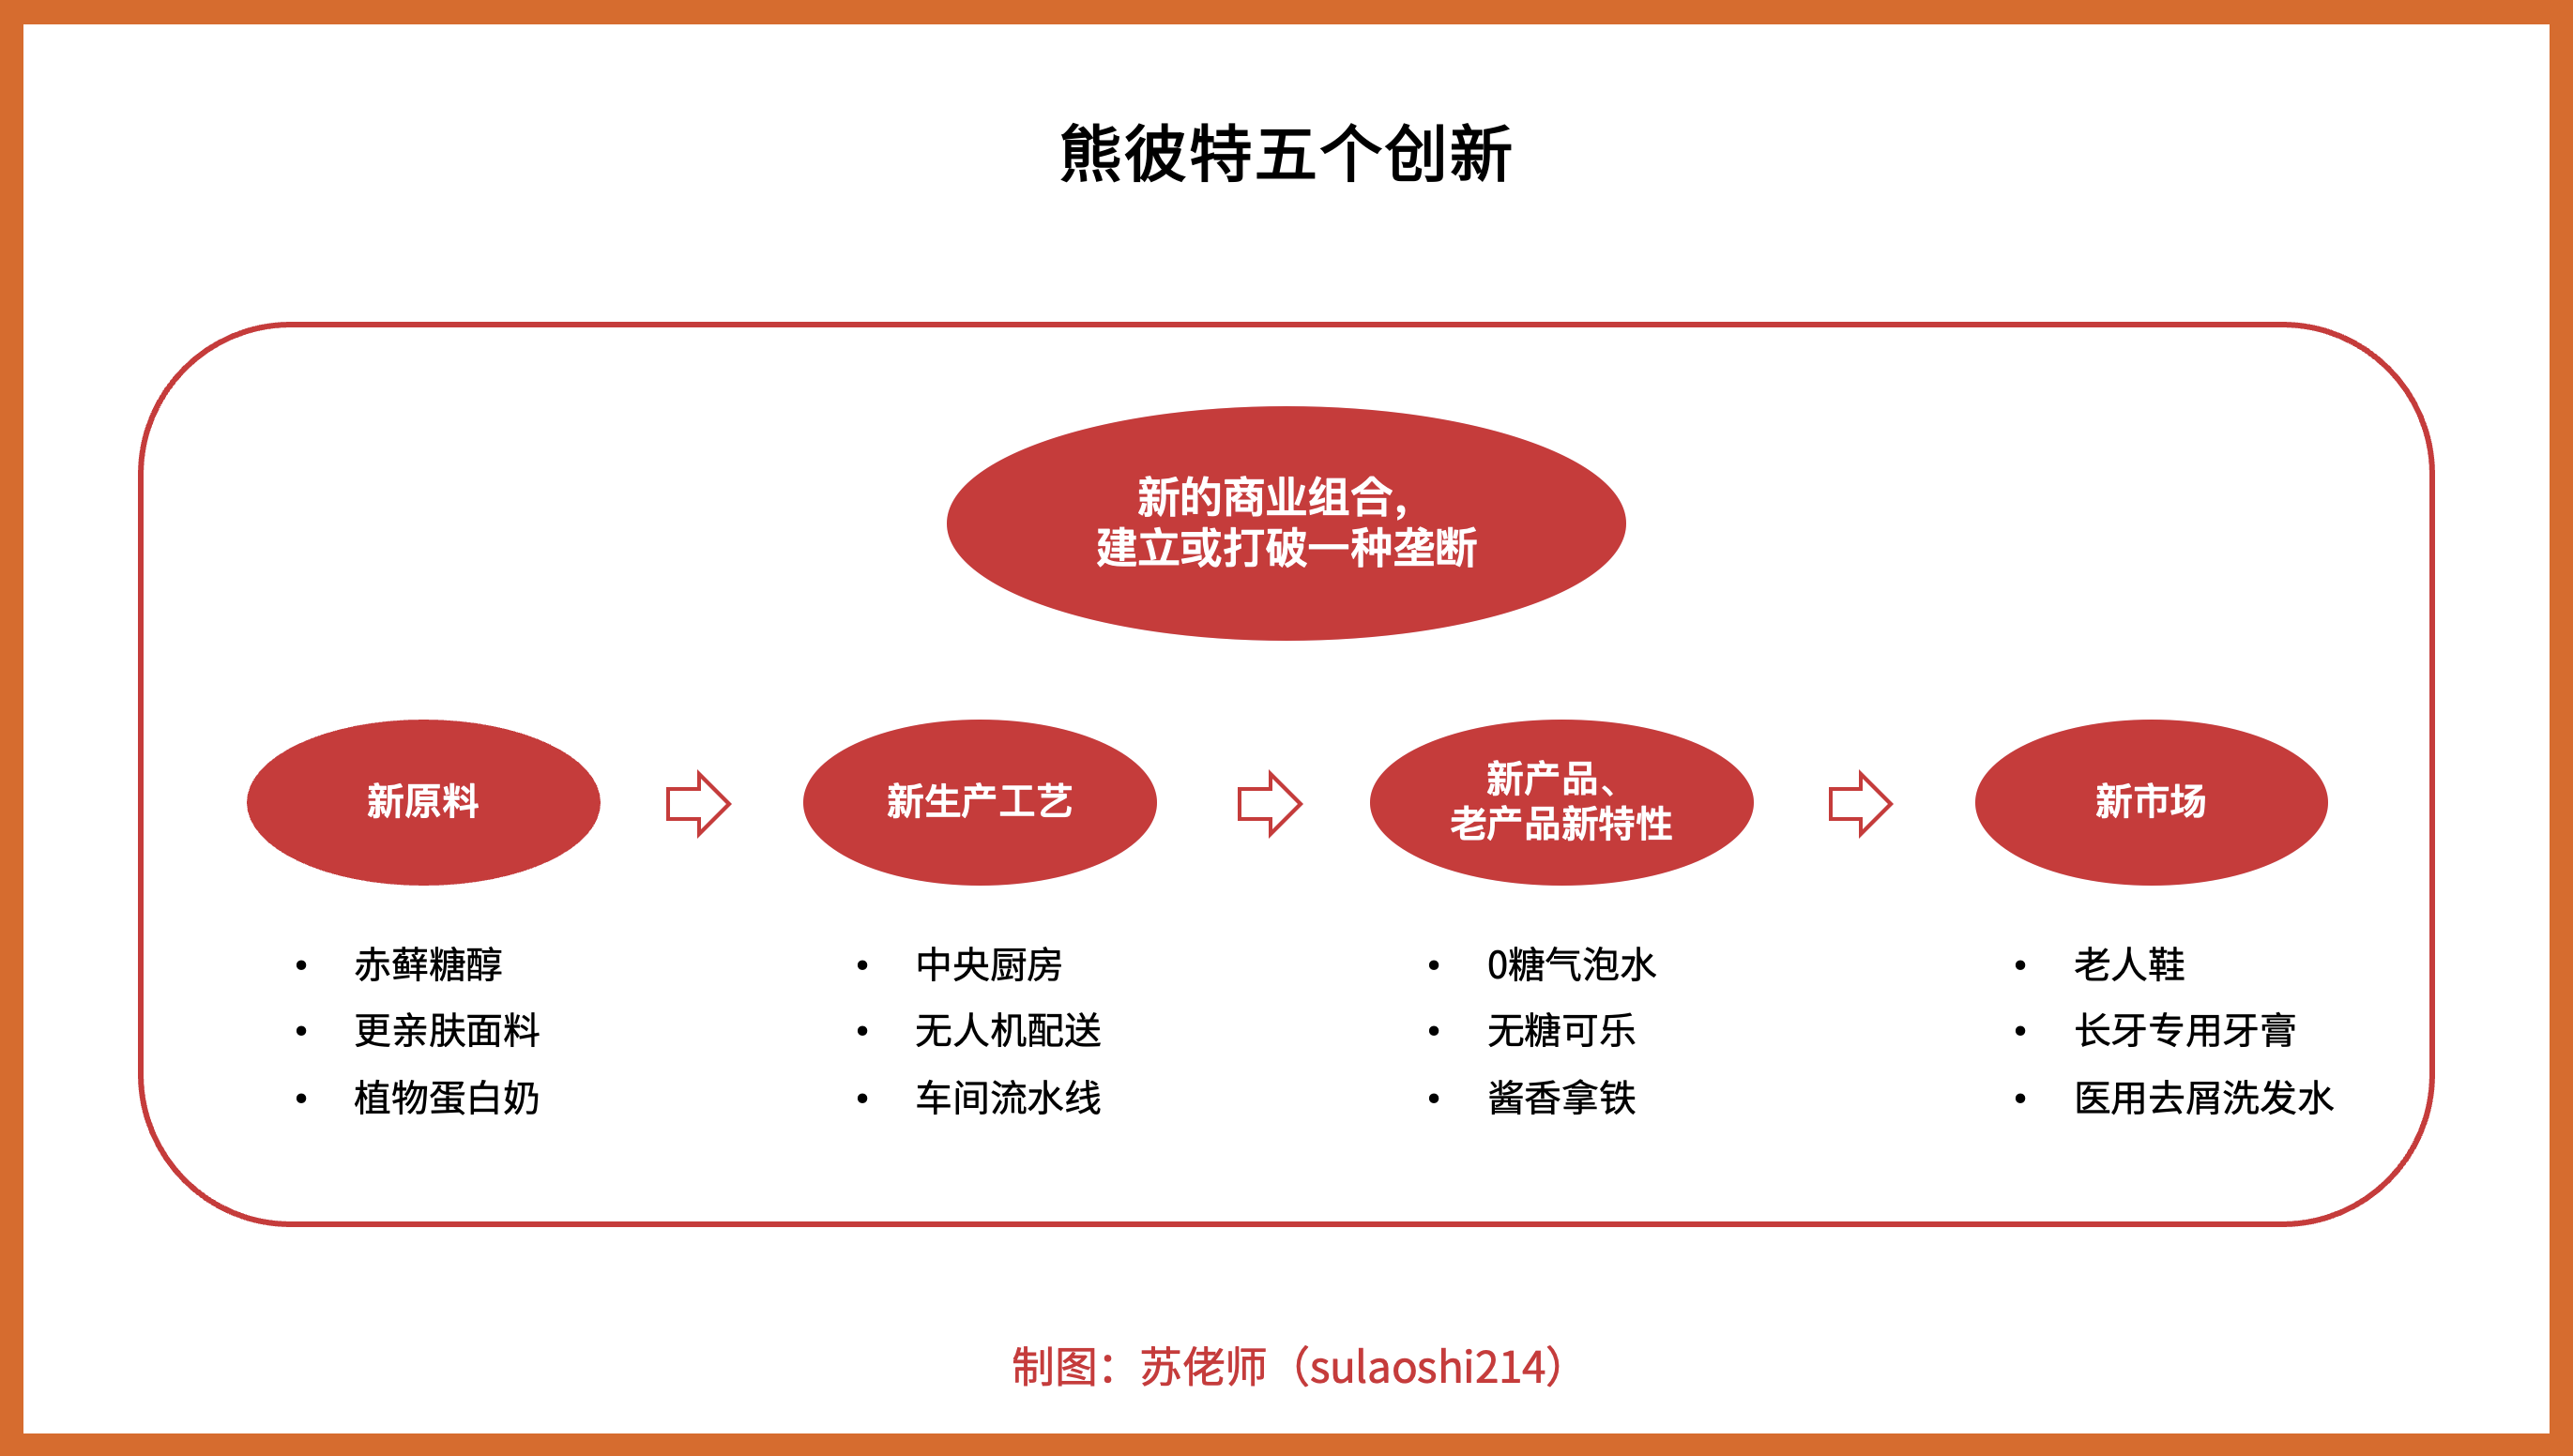 熊彼特五个创新
新的商业组合，
建立或打破一种垄断
新原料
新生产工艺
新产品、
老产品新特性
新市场
• 赤藓糖醇
• 更亲肤面料
• 植物蛋白奶
• 中央厨房
• 无人机配送
• 车间流水线
• 0糖气泡水
• 无糖可乐
• 酱香拿铁
• 老人鞋
• 长牙专用牙膏
• 医用去屑洗发水
制图：苏佬师（sulaoshi214）